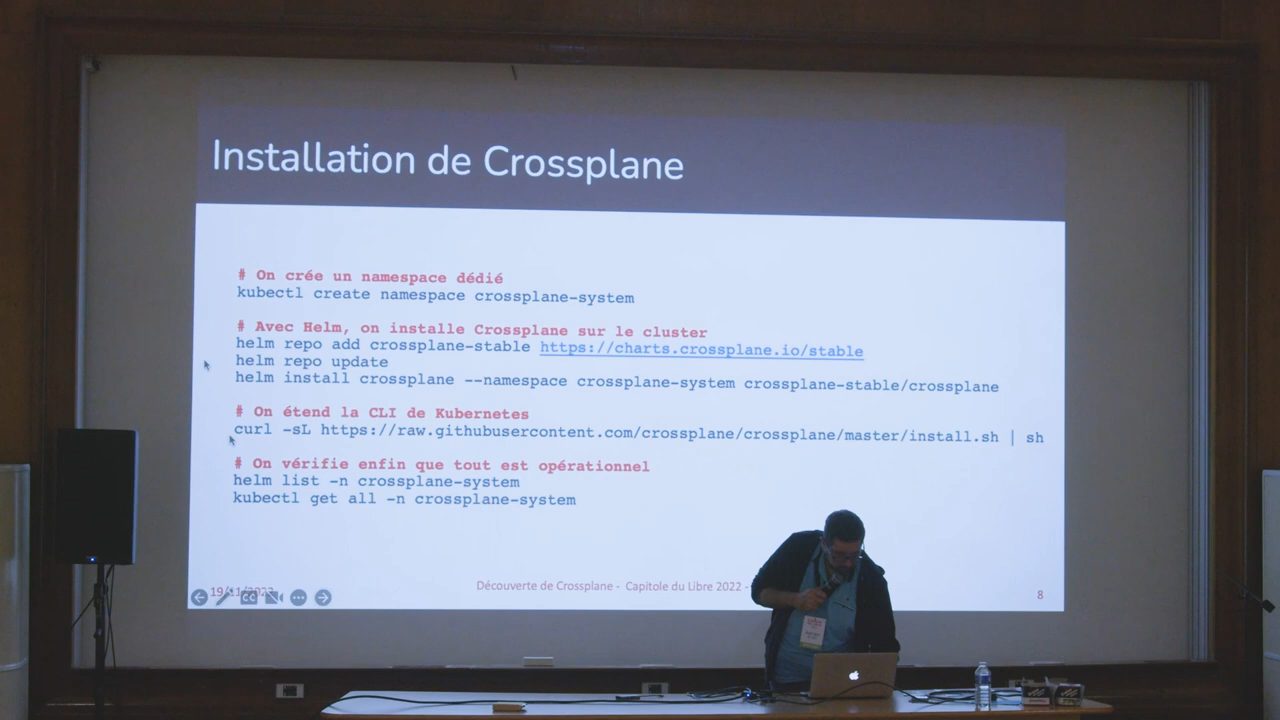 Installation de Crossplane
# On crée un namespace dédié
kubectl create namespace crossplane-system
# Avec Helm, on installe Crossplane sur le cluster
helm repo add crossplane-stable https://charts.crossplane.io/stable
helm repo update
helm install crossplane --namespace crossplane-system crossplane-stable/crossplane
# On étend la CLI de Kubernetes
curl -sL https://raw.githubusercontent.com/crossplane/crossplane/master/install.sh | sh
# On vérifie enfin que tout est opérationnel
helm list -n crossplane-system
kubectl get all -n crossplane-system
19/11/2022
Découverte de Crossplane - Capitole du Libre 2022 -
8